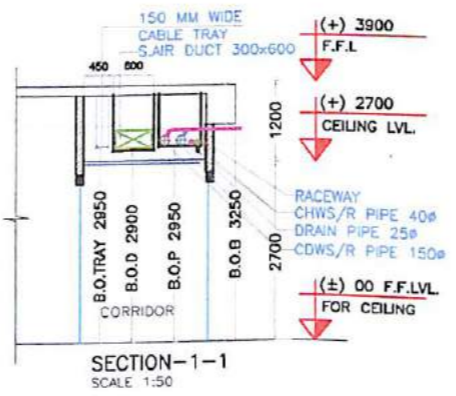 150 MM WIDE
CABLE TRAY
S.AIR DUCT 300x600
450 600
(+) 3900
F.F.L
(+) 2700
CEILING LVL.
1200
2700
RACEWAY
CHWS/R PIPE 40ø
DRAIN PIPE 25ø
CDWS/R PIPE 150ø
B.O.TRAY 2950
B.O.D 2900
B.O.P 2950
B.O.B 3250
(±) 00 F.F.LVL.
FOR CEILING
CORRIDOR
SECTION-1-1
SCALE 1:50